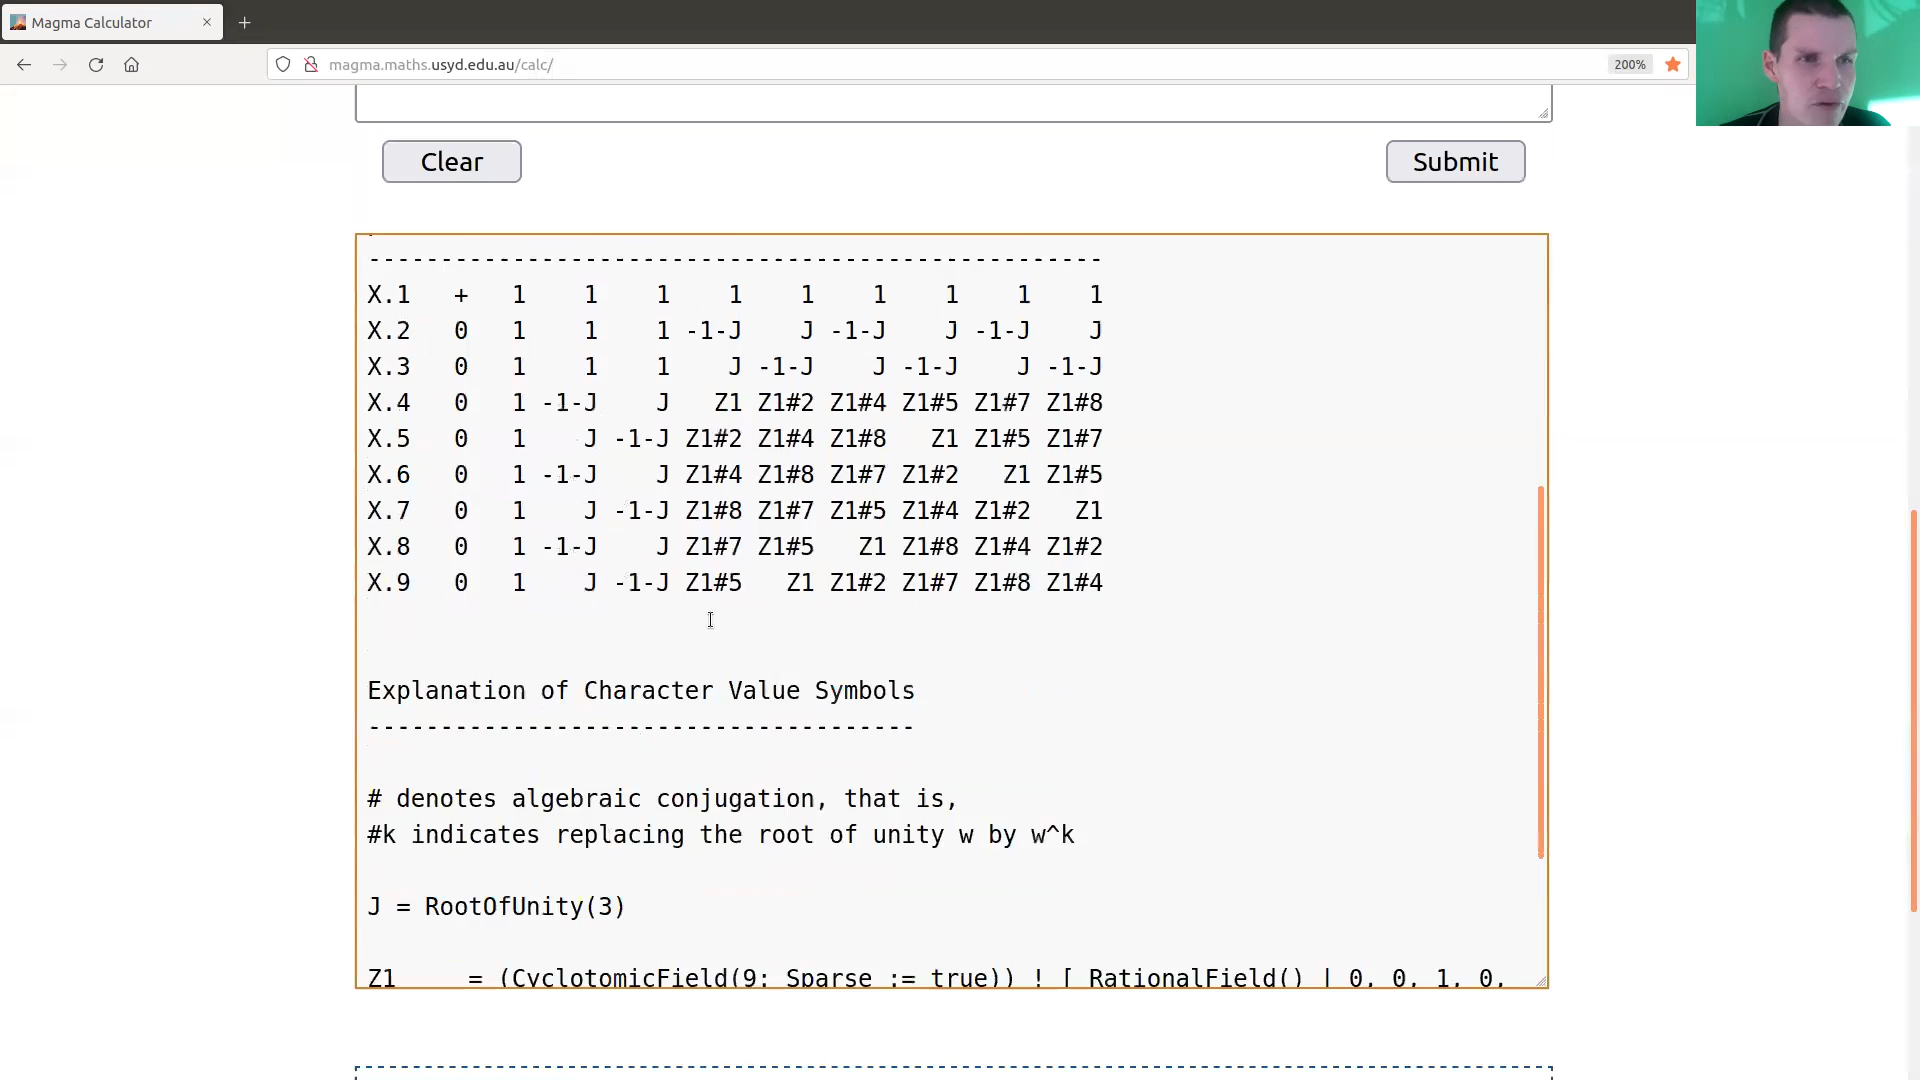 Magma Calculator
magma.maths.usyd.edu.au/calc/
200%
Clear
Submit
---------------------------------------------------
X.1 + 1 1 1 1 1 1 1 1 1
X.2 0 1 1 1 -1-J J -1-J J -1-J J
X.3 0 1 1 1 J -1-J J -1-J J -1-J
X.4 0 1 -1-J J Z1 Z1#2 Z1#4 Z1#5 Z1#7 Z1#8
X.5 0 1 J -1-J Z1#2 Z1#4 Z1#8 Z1 Z1#5 Z1#7
X.6 0 1 -1-J J Z1#4 Z1#8 Z1#7 Z1#2 Z1 Z1#5
X.7 0 1 J -1-J Z1#8 Z1#7 Z1#5 Z1#4 Z1#2 Z1
X.8 0 1 -1-J J Z1#7 Z1#5 Z1 Z1#8 Z1#4 Z1#2
X.9 0 1 J -1-J Z1#5 Z1 Z1#2 Z1#7 Z1#8 Z1#4
Explanation of Character Value Symbols
--------------------------------------
# denotes algebraic conjugation, that is,
#k indicates replacing the root of unity w by w^k
J = RootOfUnity(3)
Z1 = (CyclotomicField(9: Sparse := true)) ! [ RationalField() | 0, 0, 1, 0,